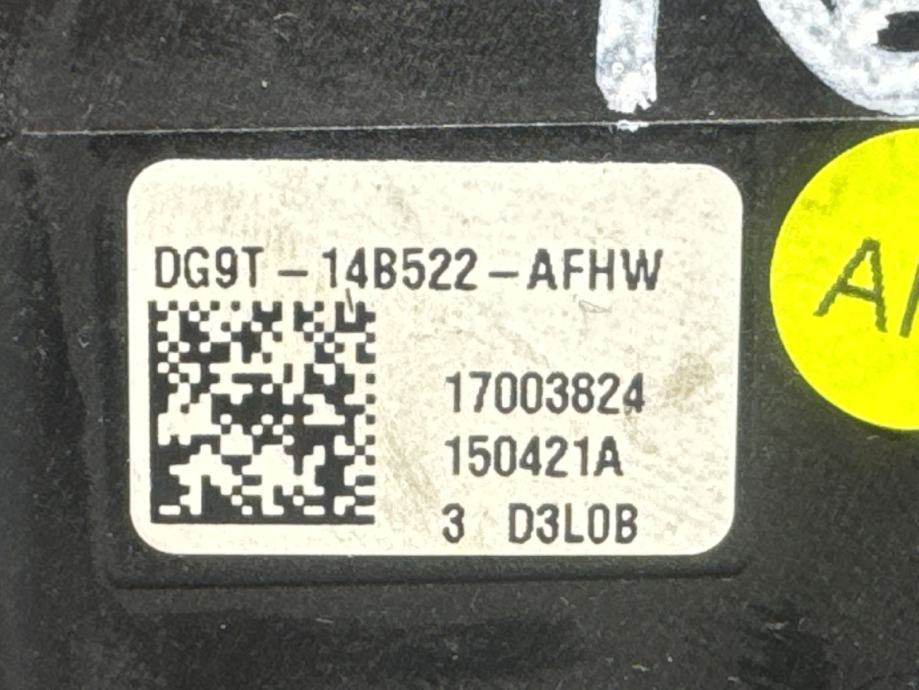 DG9T-14B522-AFHW
17003824
150421A
3 D3L0B